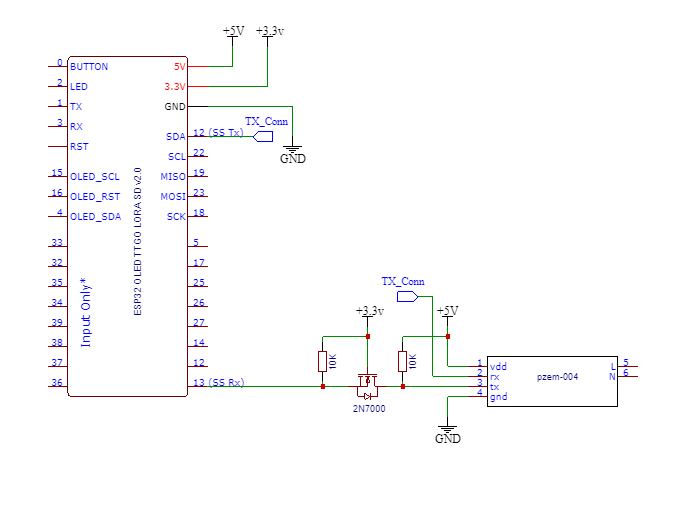 +5V +3.3v
0 BUTTON 5V
2 LED 3.3V
1 TX GND
TX_Conn
3 RX
SDA 12 (SS Tx)
RST
SCL 22
GND
15 OLED_SCL MISO 19
16 OLED_RST MOSI 23
4 OLED_SDA SCK 18
ESP32 OLED TTGO LORA SD v2.0
33 5
32 17
35 25
34 26
39 27
38 14
37 12
36 13 (SS Rx)
Input Only*
TX_Conn
+3.3v +5V
10K 10K
2N7000
1 vdd L 5
2 rx N 6
pzem-004
3 tx
4 gnd
GND